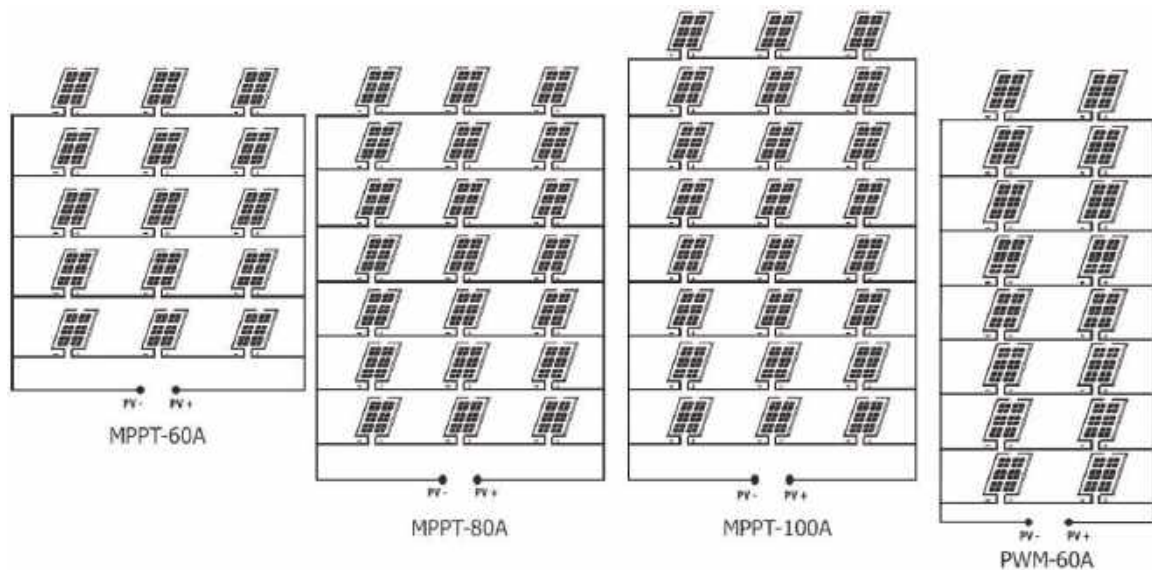 PV - PV +
MPPT-60A
PV - PV +
MPPT-80A
PV - PV +
MPPT-100A
PV - PV +
PWM-60A